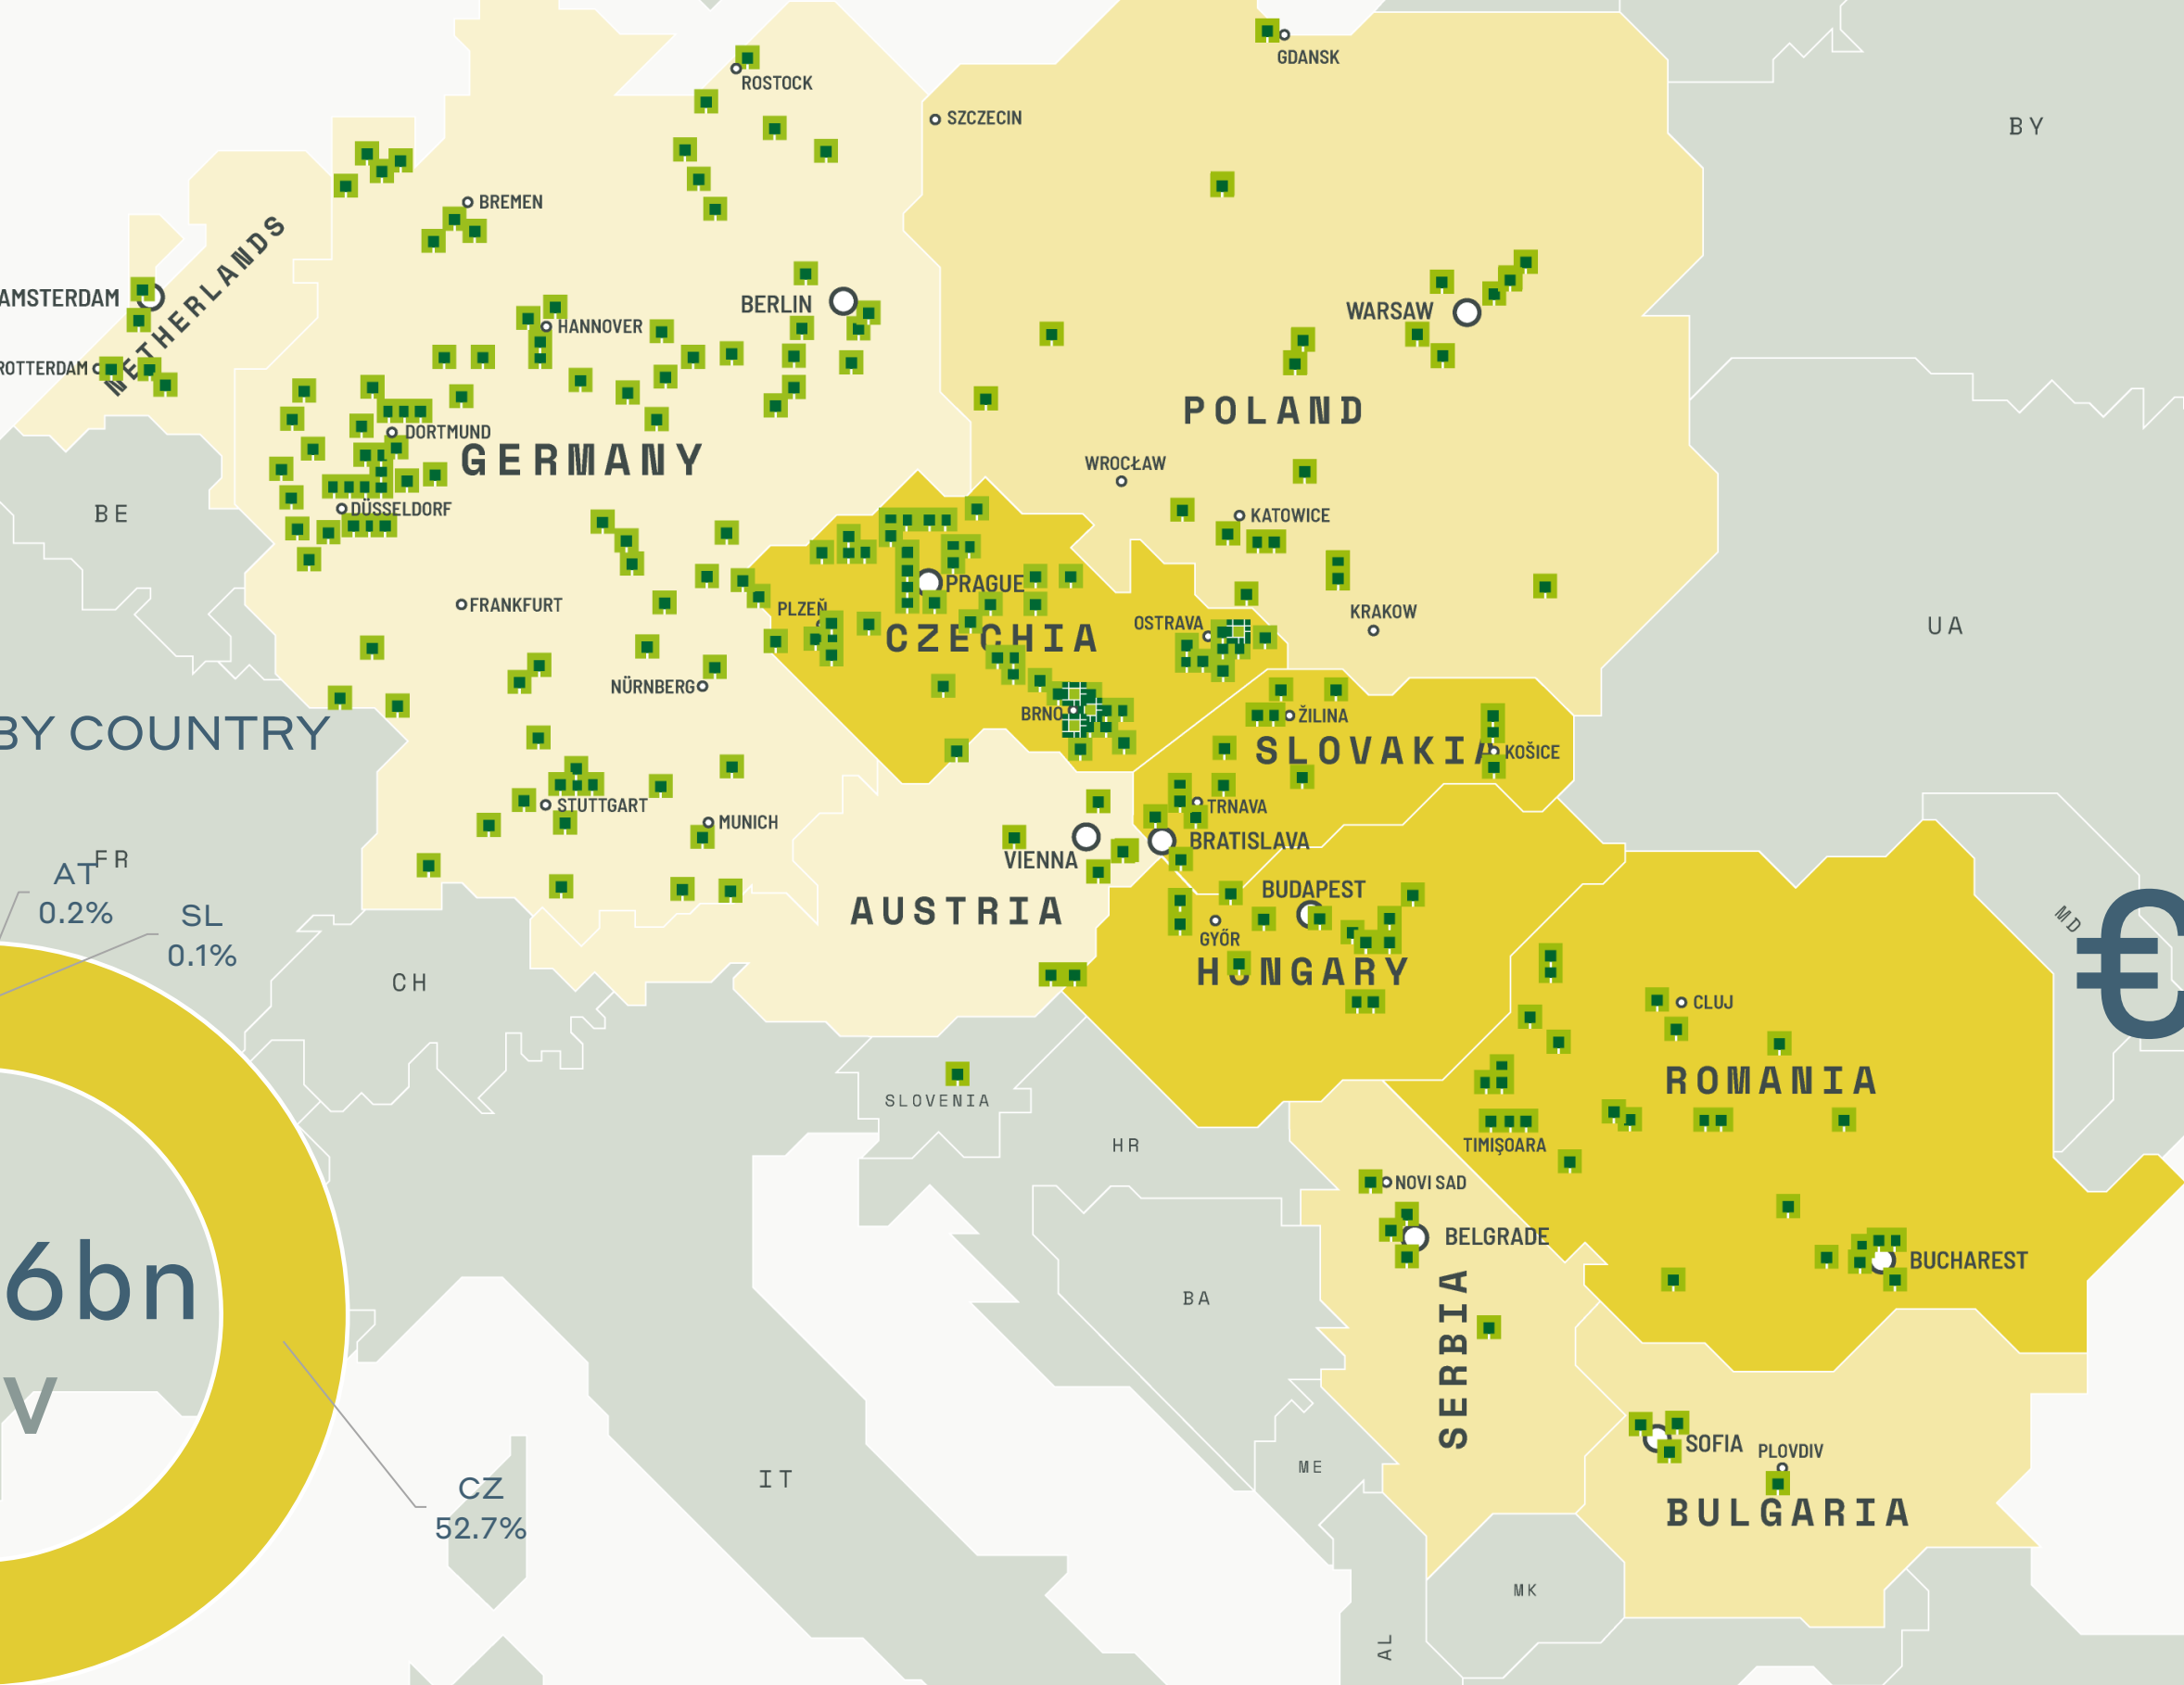 GDANSK
ROSTOCK
SZCZECIN
BY
BREMEN
NETHERLANDS
AMSTERDAM
BERLIN
WARSAW
HANNOVER
ROTTERDAM
POLAND
DORTMUND
GERMANY
WROCŁAW
DÜSSELDORF
BE
KATOWICE
PRAGUE
FRANKFURT
PLZEŇ
KRAKOW
OSTRAVA
UA
CZECHIA
NÜRNBERG
BRNO
ŽILINA
BY COUNTRY
SLOVAKIA
KOŠICE
STUTTGART
TRNAVA
MUNICH
BRATISLAVA
FR
VIENNA
AT
0.2%
BUDAPEST
SL
0.1%
AUSTRIA
MD
€
GYŐR
HUNGARY
CH
CLUJ
ROMANIA
SLOVENIA
HR
TIMIŞOARA
NOVI SAD
BELGRADE
BUCHAREST
6bn
BA
SERBIA
V
SOFIA
PLOVDIV
ME
IT
CZ
52.7%
BULGARIA
MK
AL